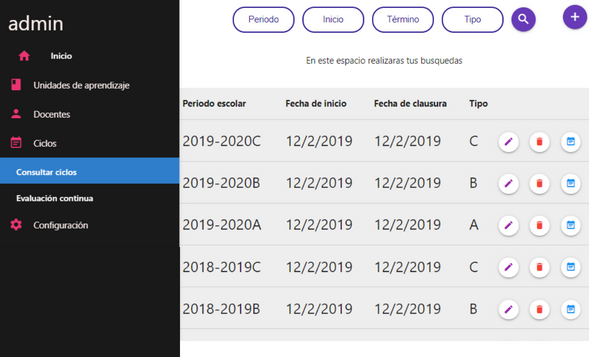 admin
Inicio
Unidades de aprendizaje
Docentes
Ciclos
Consultar ciclos
Evaluación continua
Configuración
Periodo Inicio Término Tipo
En este espacio realizaras tus busquedas
Periodo escolar Fecha de inicio Fecha de clausura Tipo
2019-2020C 12/2/2019 12/2/2019 C
2019-2020B 12/2/2019 12/2/2019 B
2019-2020A 12/2/2019 12/2/2019 A
2018-2019C 12/2/2019 12/2/2019 C
2018-2019B 12/2/2019 12/2/2019 B